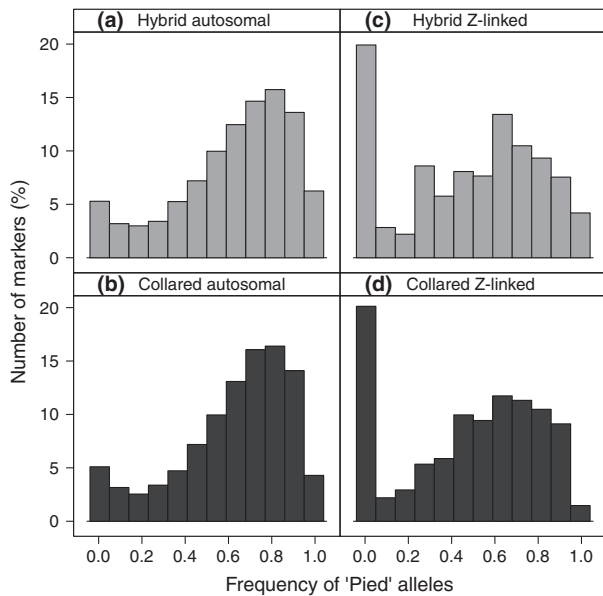 (a) Hybrid autosomal
(c) Hybrid Z-linked
20
15
10
5
0
(b) Collared autosomal
(d) Collared Z-linked
20
15
10
5
0
Number of markers (%)
0.0 0.2 0.4 0.6 0.8 1.0
0.0 0.2 0.4 0.6 0.8 1.0
Frequency of 'Pied' alleles